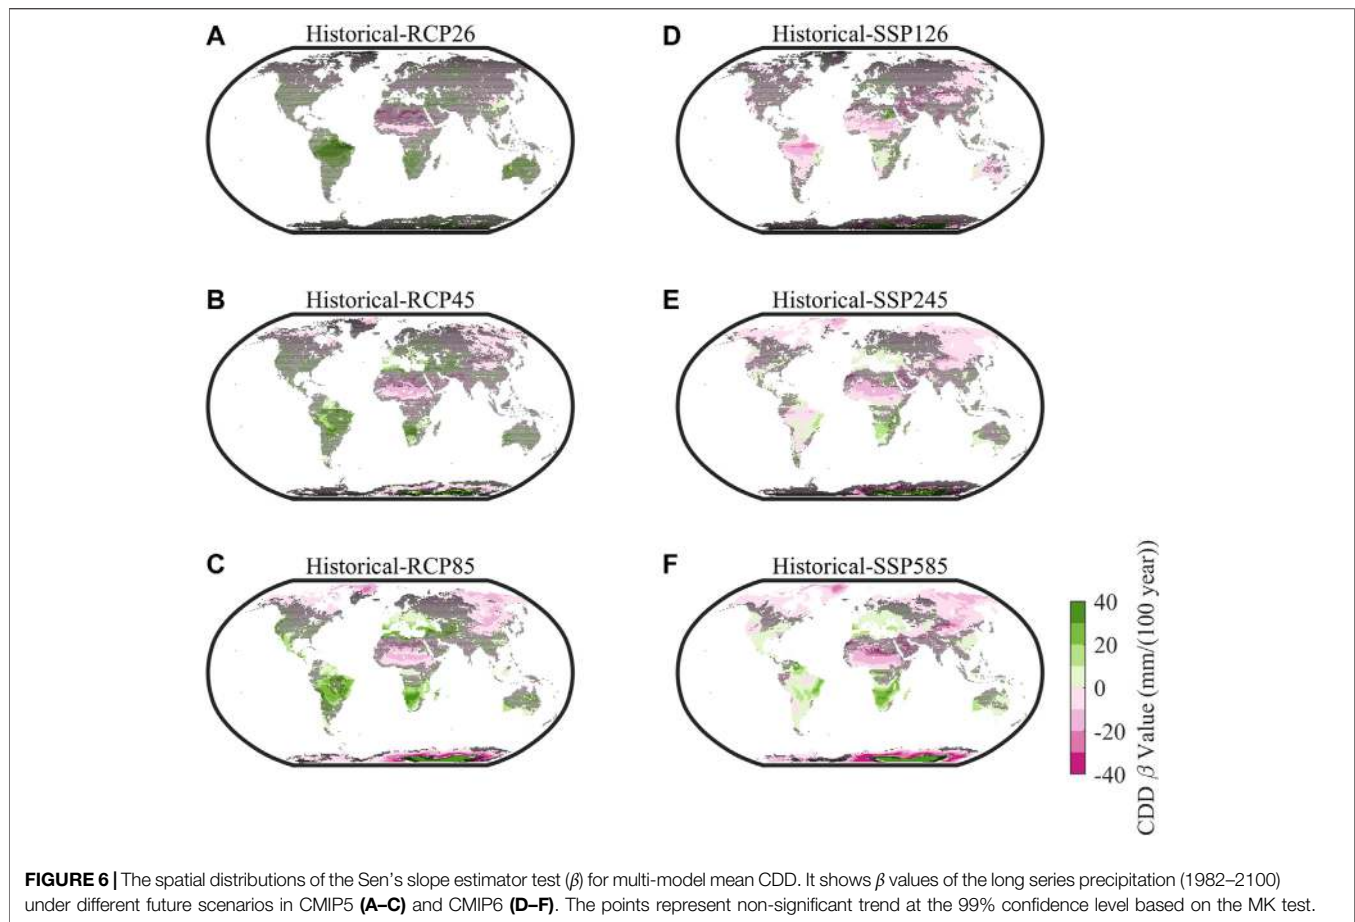 A
Historical-RCP26
D
Historical-SSP126
B
Historical-RCP45
E
Historical-SSP245
C
Historical-RCP85
F
Historical-SSP585
40
20
0
-20
-40
CDD β Value (mm/(100 year))
FIGURE 6 | The spatial distributions of the Sen's slope estimator test (β) for multi-model mean CDD. It shows β values of the long series precipitation (1982–2100)
under different future scenarios in CMIP5 (A–C) and CMIP6 (D–F). The points represent non-significant trend at the 99% confidence level based on the MK test.